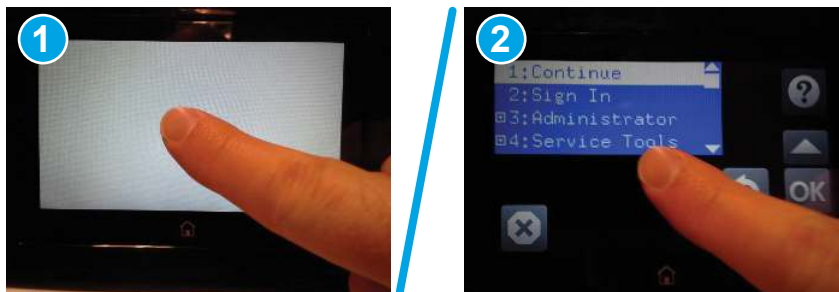 1
2
1:Continue
2:Sign In
3:Administrator
4:Service Tools
?
OK